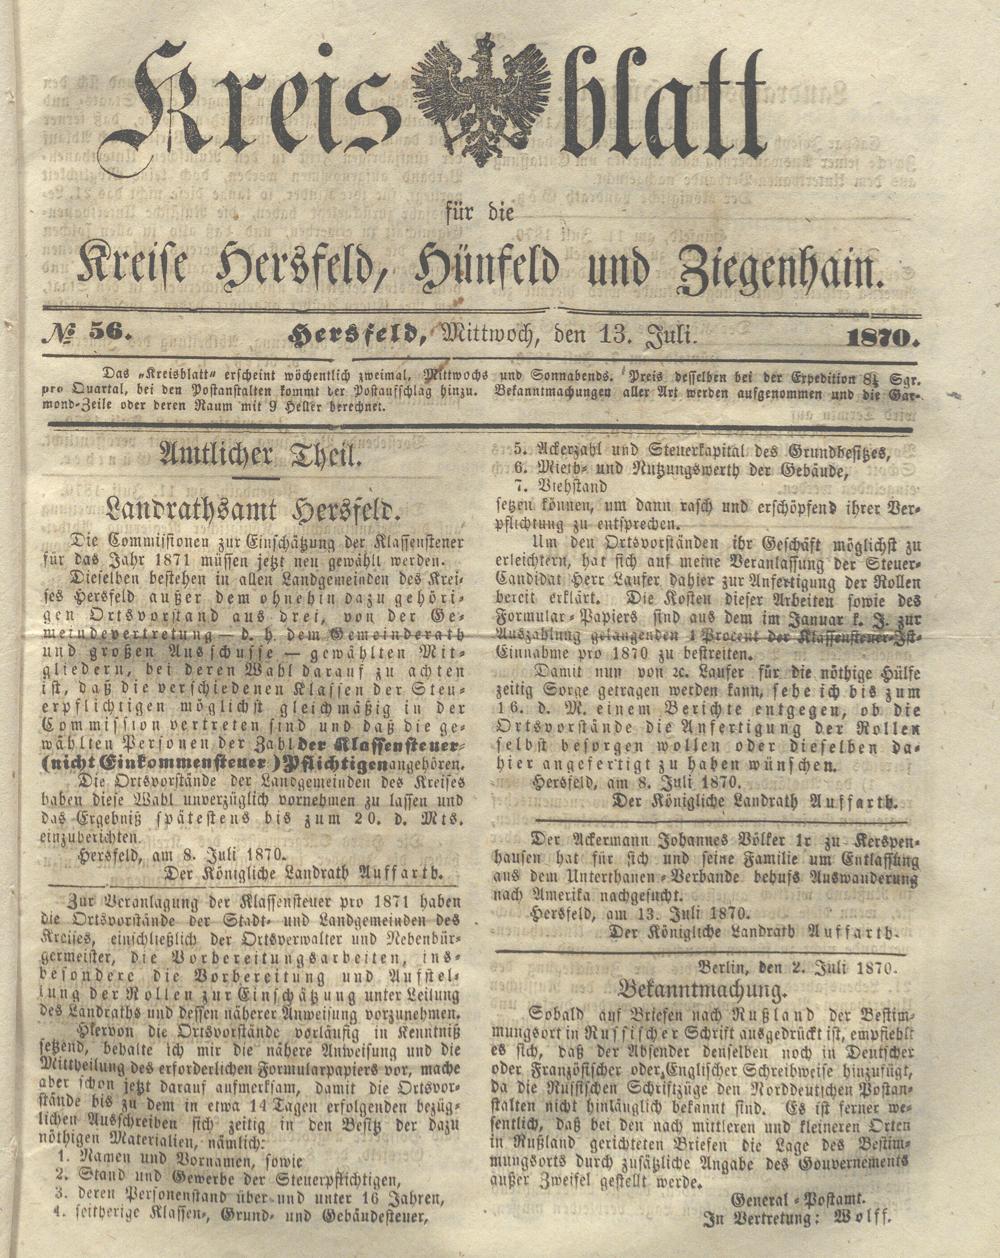 Kreisblatt
für die
Kreise Hersfeld, Hünfeld und Ziegenhain.
№ 56. Hersfeld, Mittwoch, den 13. Juli. 1870.
Das „Kreisblatt“ erscheint wöchentlich zweimal, Mittwochs und Sonnabends. Preis desselben bei der Expedition 8¼ Sgr.
pro Quartal, bei den Postanstalten kommt der Postaufschlag hinzu. Bekanntmachungen aller Art werden aufgenommen und die Gar-
mond-Zeile oder deren Raum mit 9 Heller berechnet.
Amtlicher Theil.
Landrathsamt Hersfeld.
Die Commissionen zur Einschätzung der Klassensteuer
für das Jahr 1871 müssen jetzt neu gewählt werden.
Dieselben bestehen in allen Landgemeinden des Krei-
ses Hersfeld außer dem ohnehin dazu gehöri-
gen Ortsvorstand aus drei, von der Ge-
meindevertretung — d. h. dem Gemeinderath
und großen Ausschusse — gewählten Mit-
gliedern, bei deren Wahl darauf zu achten
ist, daß die verschiedenen Klassen der Steu-
erpflichtigen möglichst gleichmäßig in der
Commission vertreten sind und daß die ge-
wählten Personen der Zahl der Klassensteuer-
(nicht Einkommensteuer) Pflichtigen angehören.
Die Ortsvorstände der Landgemeinden des Kreises
haben diese Wahl unverzüglich vornehmen zu lassen und
das Ergebniß spätestens bis zum 20. d. Mts.
einzuberichten.
Hersfeld, am 8. Juli 1870.
Der Königliche Landrath Auffarth.
Zur Veranlagung der Klassensteuer pro 1871 haben
die Ortsvorstände der Stadt- und Landgemeinden des
Kreises, einschließlich der Ortsverwalter und Nebenbür-
germeister, die Vorbereitungsarbeiten, ins-
besondere die Vorbereitung und Aufstel-
lung der Rollen zur Einschätzung unter Leitung
des Landraths und dessen näherer Anweisung vorzunehmen.
Hiervon die Ortsvorstände vorläufig in Kenntniß
setzend, behalte ich mir die nähere Anweisung und die
Mittheilung des erforderlichen Formularpapiers vor, mache
aber schon jetzt darauf aufmerksam, damit die Ortsvor-
stände bis zu dem in etwa 14 Tagen erfolgenden bezüg-
lichen Ausschreiben sich zeitig in den Besitz der dazu
nöthigen Materialien, nämlich:
1. Namen und Vornamen, sowie
2. Stand und Gewerbe der Steuerpflichtigen,
3. deren Personenstand über und unter 16 Jahren,
4. seitherige Klassen-, Grund- und Gebäudesteuer,
5. Ackerzahl und Steuerkapital des Grundbesitzes,
6. Mieth- und Nutzungswerth der Gebäude,
7. Viehstand
setzen können, um dann rasch und erschöpfend ihrer Ver-
pflichtung zu entsprechen.
Um den Ortsvorständen ihr Geschäft möglichst zu
erleichtern, hat sich auf meine Veranlassung der Steuer-
Candidat Herr Laufer dahier zur Anfertigung der Rollen
bereit erklärt. Die Kosten dieser Arbeiten sowie des
Formular-Papiers sind aus dem im Januar k. J. zur
Auszahlung gelangenden 1 Procent der Klassensteuer-Ist-
Einnahme pro 1870 zu bestreiten.
Damit nun von ꝛc. Laufer für die nöthige Hülfe
zeitig Sorge getragen werden kann, sehe ich bis zum
16. d. M. einem Berichte entgegen, ob die
Ortsvorstände die Anfertigung der Rollen
selbst besorgen wollen oder dieselben da-
hier angefertigt zu haben wünschen.
Hersfeld, am 8. Juli 1870.
Der Königliche Landrath Auffarth.
Der Ackermann Johannes Völker 1r zu Kerspen-
hausen hat für sich und seine Familie um Entlassung
aus dem Unterthanen-Verbande behufs Auswanderung
nach Amerika nachgesucht.
Hersfeld, am 13. Juli 1870.
Der Königliche Landrath Auffarth.
Berlin, den 2. Juli 1870.
Bekanntmachung.
Sobald auf Briefen nach Rußland der Bestim-
mungsort in Russischer Schrift ausgedrückt ist, empfiehlt
es sich, daß der Absender denselben noch in Deutscher
oder Französischer oder Englischer Schreibweise hinzufügt,
da die Russischen Schriftzüge den Norddeutschen Postan-
stalten nicht hinlänglich bekannt sind. Es ist ferner we-
sentlich, daß bei den nach mittleren und kleineren Orten
in Rußland gerichteten Briefen die Lage des Bestim-
mungsorts durch zusätzliche Angabe des Gouvernements
außer Zweifel gestellt werde.
General-Postamt.
In Vertretung: Wolff.